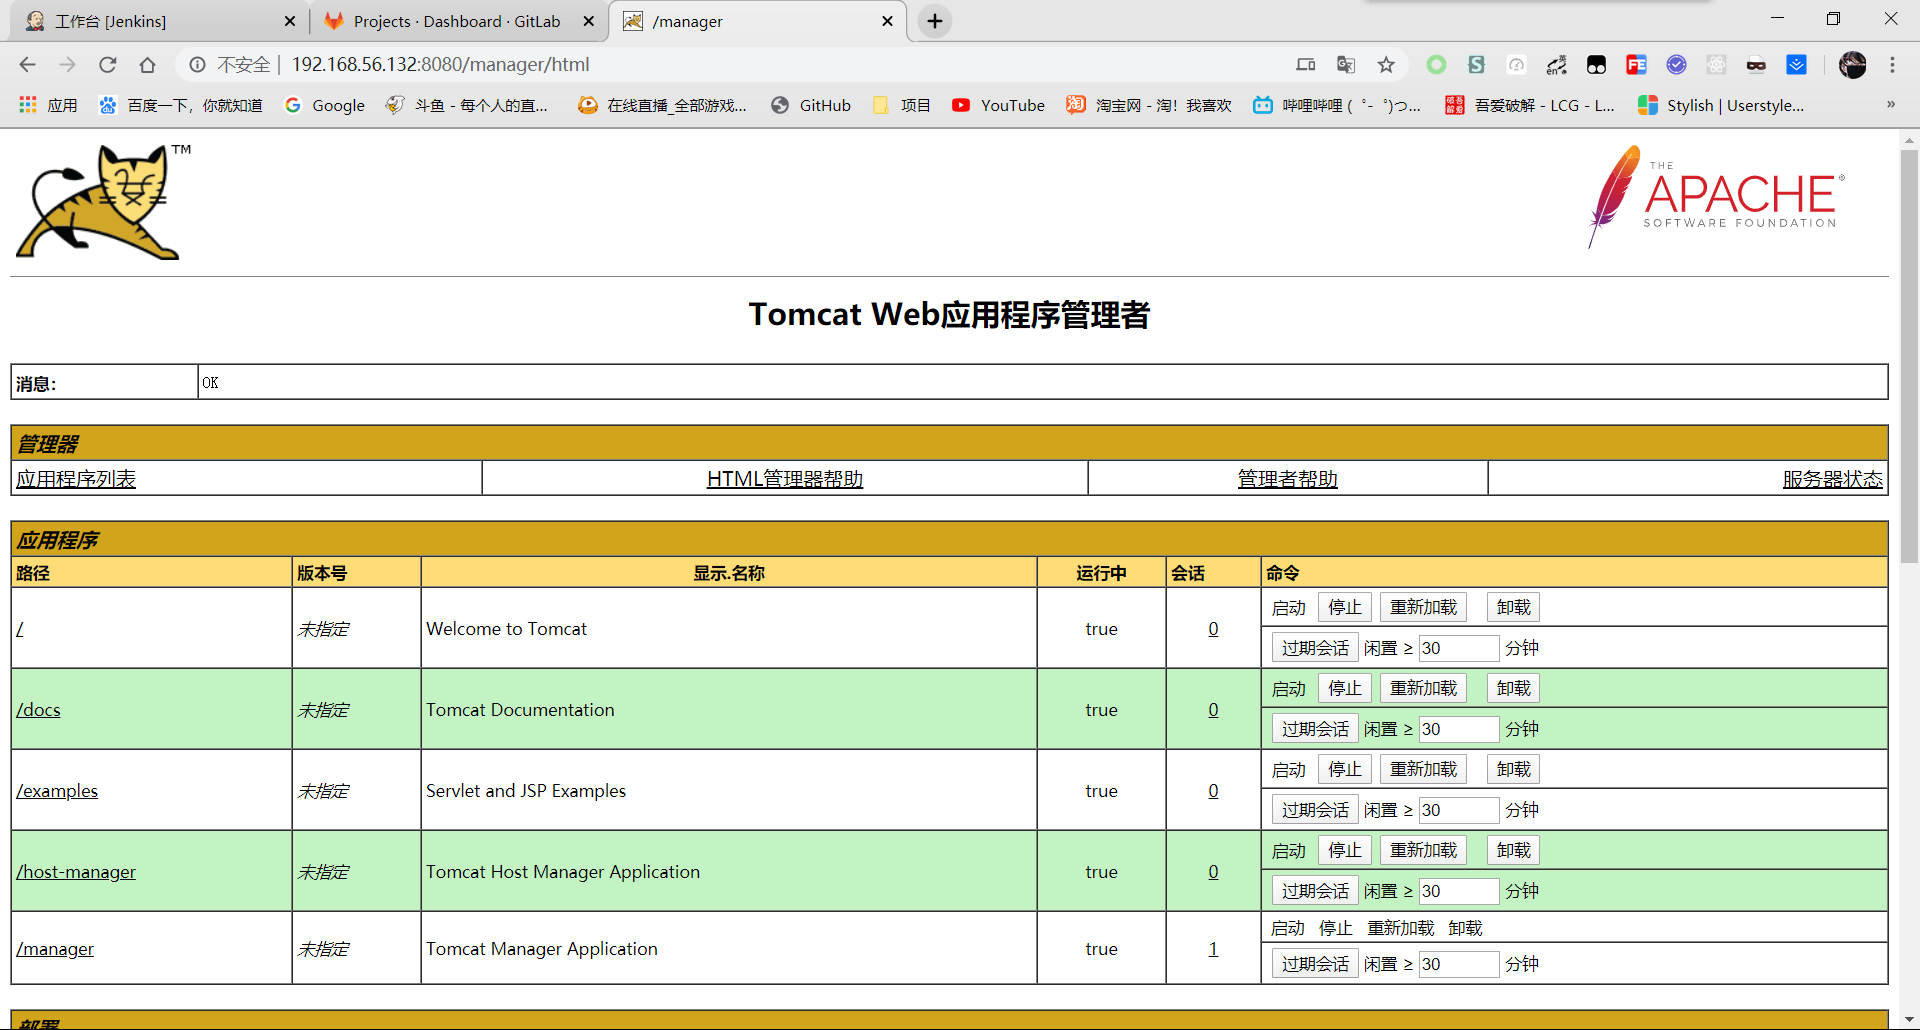 工作台 [Jenkins]
Projects · Dashboard · GitLab
/manager
不安全 | 192.168.56.132:8080/manager/html
应用
百度一下，你就知道
Google
斗鱼 - 每个人的直...
在线直播_全部游戏...
GitHub
项目
YouTube
淘宝网 - 淘！我喜欢
哔哩哔哩 ( ゜- ゜)つ...
吾爱破解 - LCG - L...
Stylish | Userstyle...
»
TM
THE
APACHE
SOFTWARE FOUNDATION
Tomcat Web应用程序管理者
消息： OK
管理器
应用程序列表 HTML管理器帮助 管理者帮助 服务器状态
应用程序
路径 版本号 显示.名称 运行中 会话 命令
/ 未指定 Welcome to Tomcat true 0 启动 停止 重新加载 卸载
过期会话 闲置 ≥ 30 分钟
/docs 未指定 Tomcat Documentation true 0 启动 停止 重新加载 卸载
过期会话 闲置 ≥ 30 分钟
/examples 未指定 Servlet and JSP Examples true 0 启动 停止 重新加载 卸载
过期会话 闲置 ≥ 30 分钟
/host-manager 未指定 Tomcat Host Manager Application true 0 启动 停止 重新加载 卸载
过期会话 闲置 ≥ 30 分钟
/manager 未指定 Tomcat Manager Application true 1 启动 停止 重新加载 卸载
过期会话 闲置 ≥ 30 分钟
部署